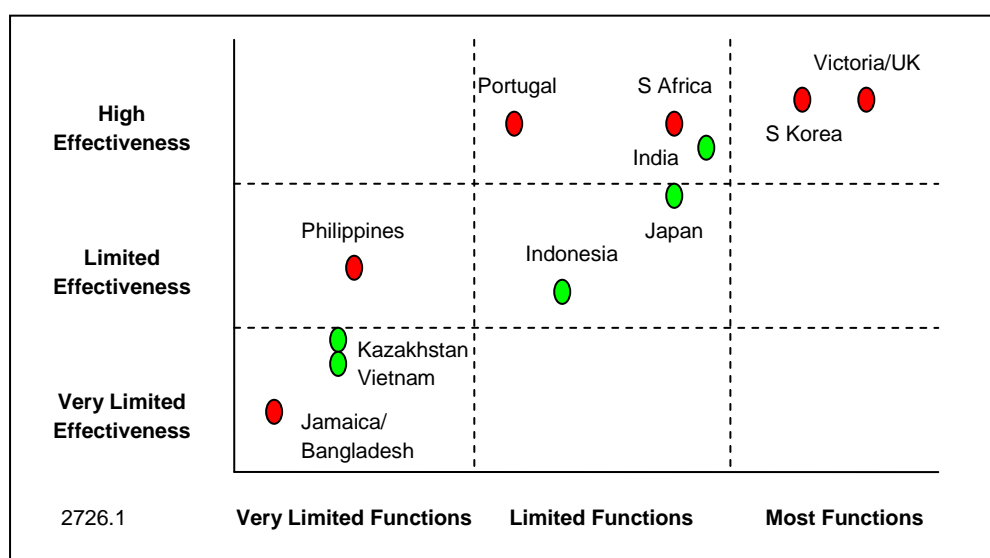 Victoria/UK
Portugal
S Africa
High
Effectiveness
S Korea
India
Philippines
Japan
Indonesia
Limited
Effectiveness
Kazakhstan
Vietnam
Very Limited
Effectiveness
Jamaica/
Bangladesh
2726.1
Very Limited Functions
Limited Functions
Most Functions